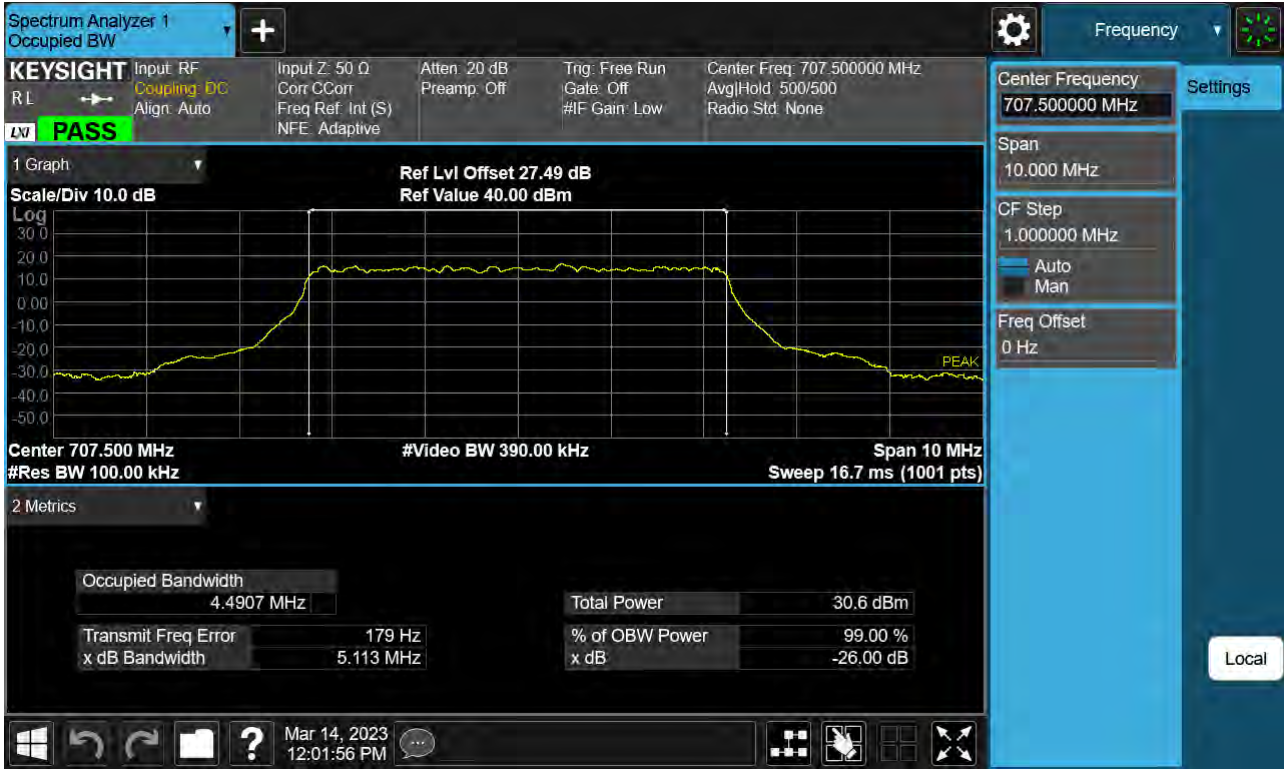 Spectrum Analyzer 1
Occupied BW
+
Frequency
KEYSIGHT
RL
LXI PASS
Input: RF
Coupling: DC
Align: Auto
Input Z: 50 Ω
Corr CCorr
Freq Ref: Int (S)
NFE: Adaptive
Atten: 20 dB
Preamp: Off
Trig: Free Run
Gate: Off
#IF Gain: Low
Center Freq: 707.500000 MHz
Avg|Hold: 500/500
Radio Std: None
Center Frequency
707.500000 MHz
Settings
Span
10.000 MHz
CF Step
1.000000 MHz
Auto
Man
Freq Offset
0 Hz
1 Graph
Ref Lvl Offset 27.49 dB
Scale/Div 10.0 dB
Ref Value 40.00 dBm
Log
30.0
20.0
10.0
0.00
-10.0
-20.0
-30.0
-40.0
-50.0
PEAK
Center 707.500 MHz
#Video BW 390.00 kHz
Span 10 MHz
#Res BW 100.00 kHz
Sweep 16.7 ms (1001 pts)
2 Metrics
Occupied Bandwidth
4.4907 MHz
Total Power 30.6 dBm
Transmit Freq Error 179 Hz
% of OBW Power 99.00 %
x dB Bandwidth 5.113 MHz
x dB -26.00 dB
Local
?
Mar 14, 2023
12:01:56 PM